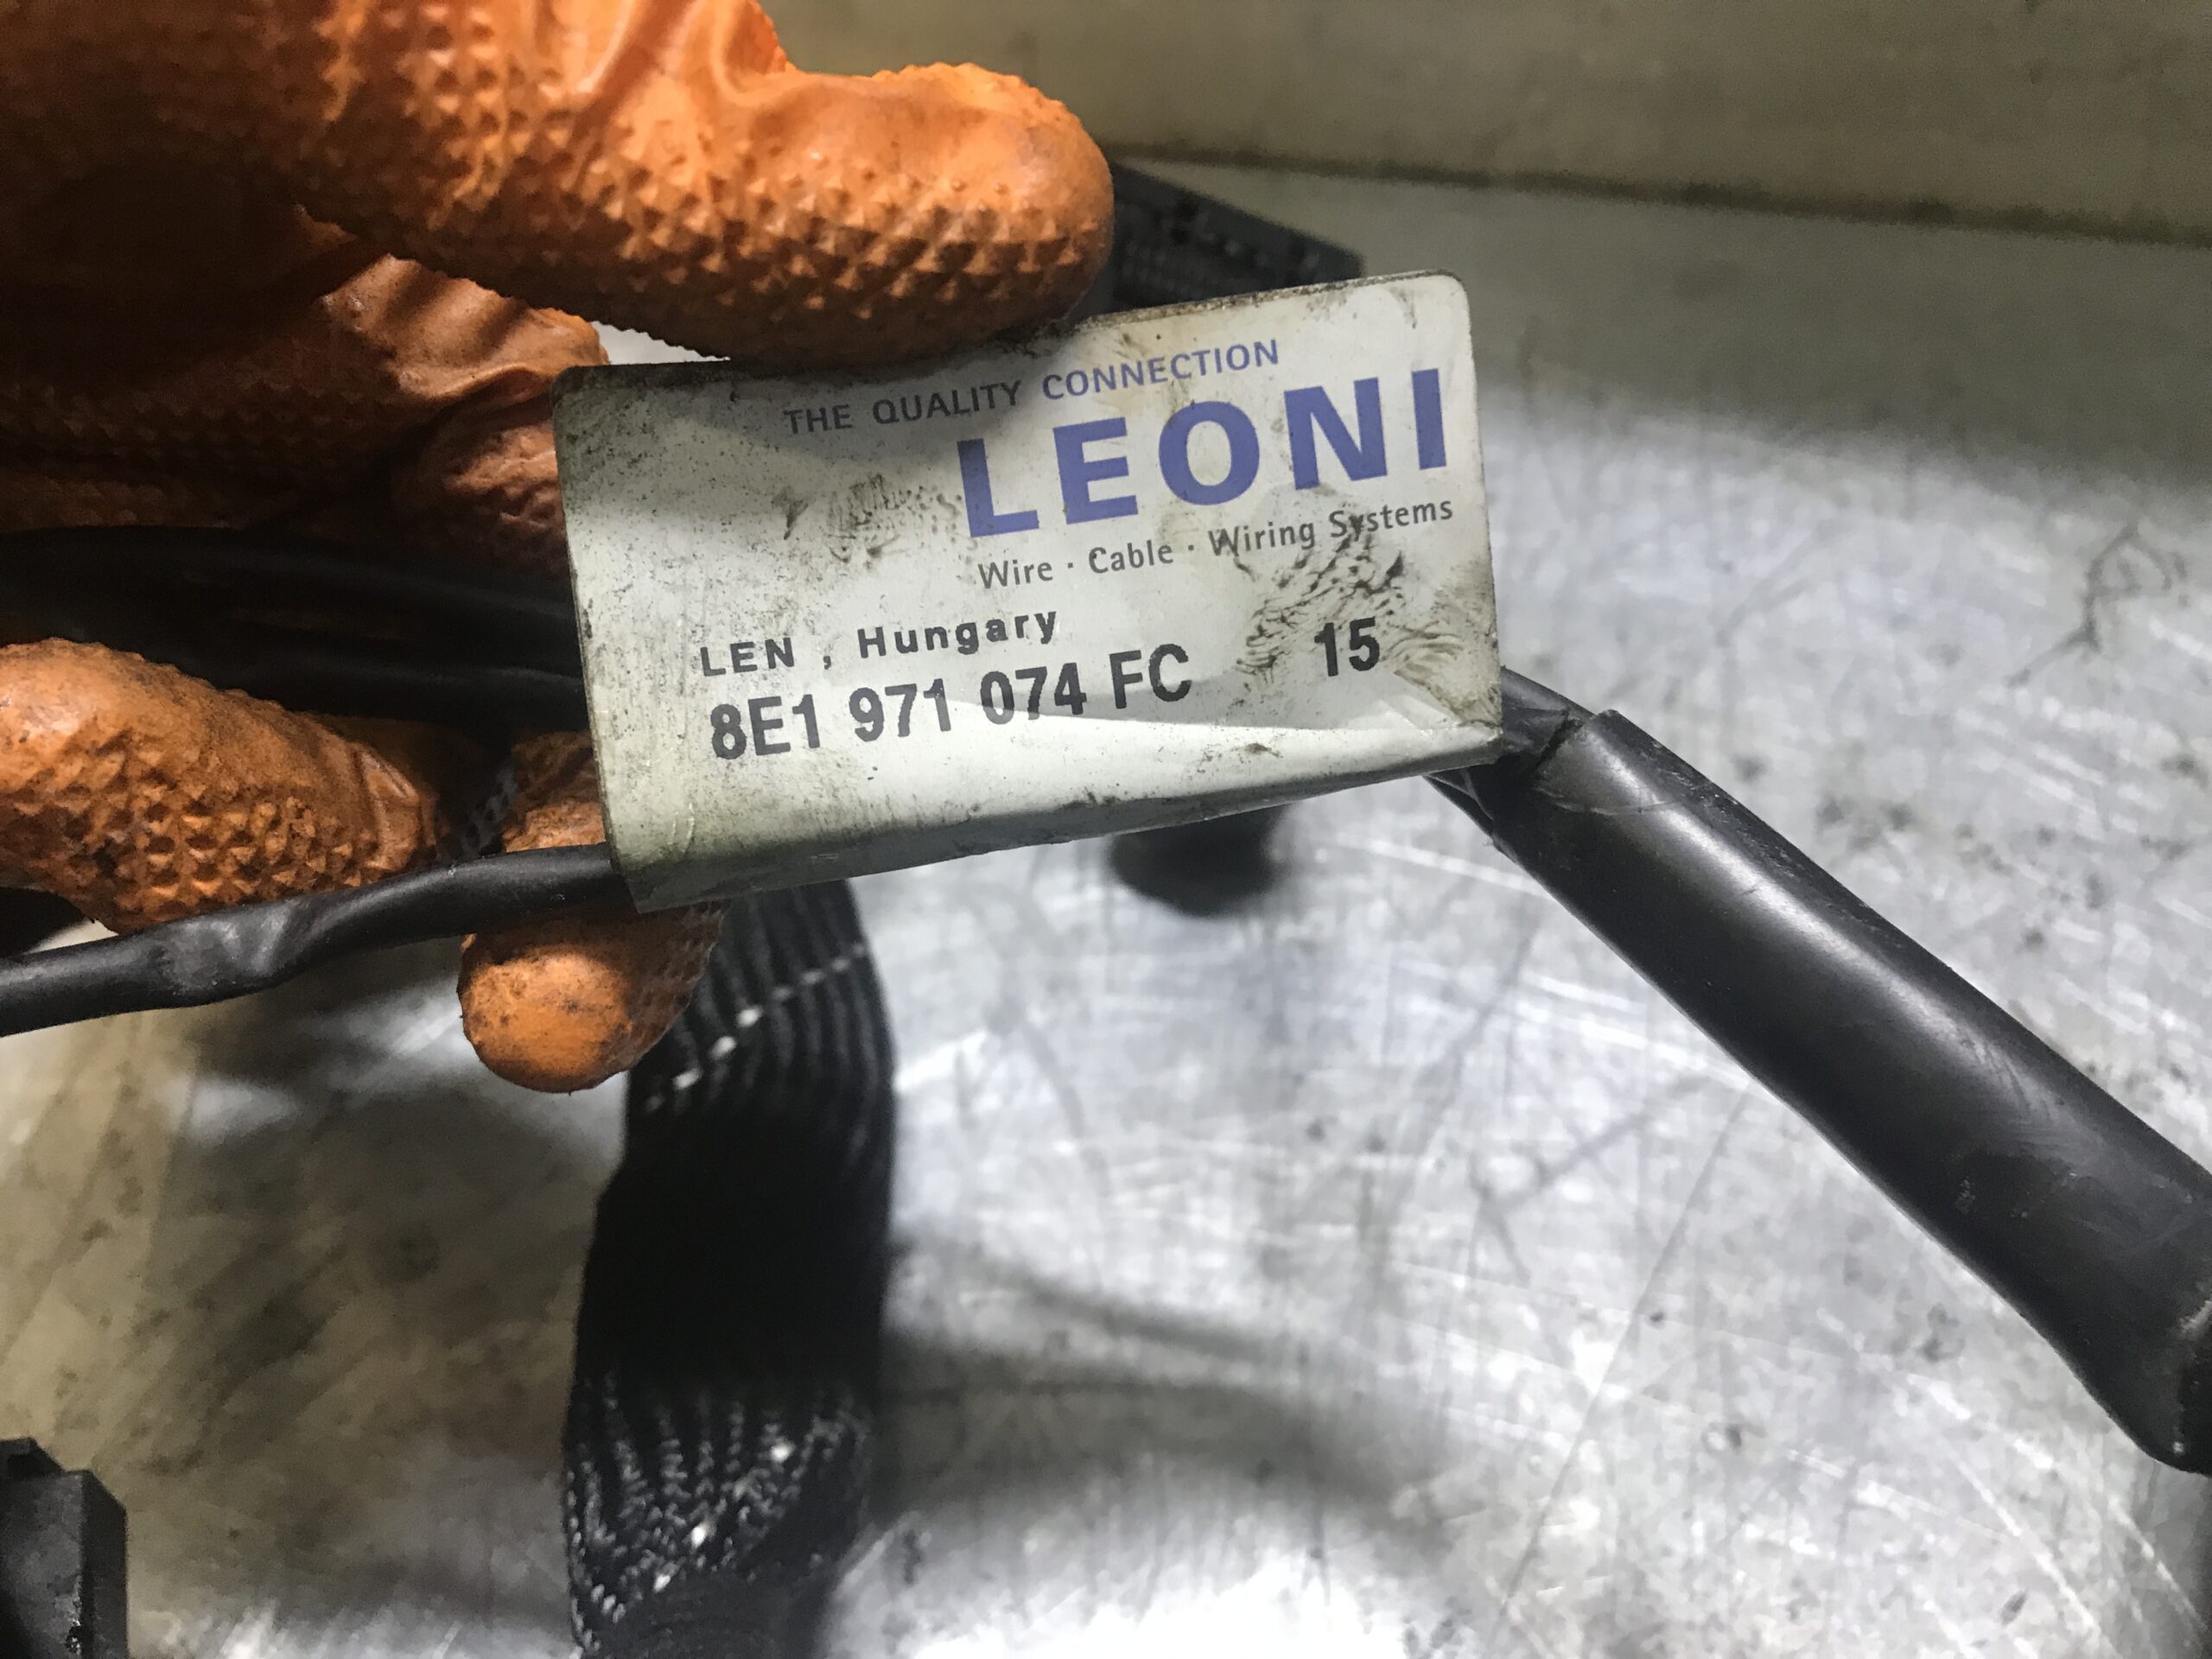 THE QUALITY CONNECTION
LEONI
Wire · Cable · Wiring Systems
LEN , Hungary
8E1 971 074 FC 15